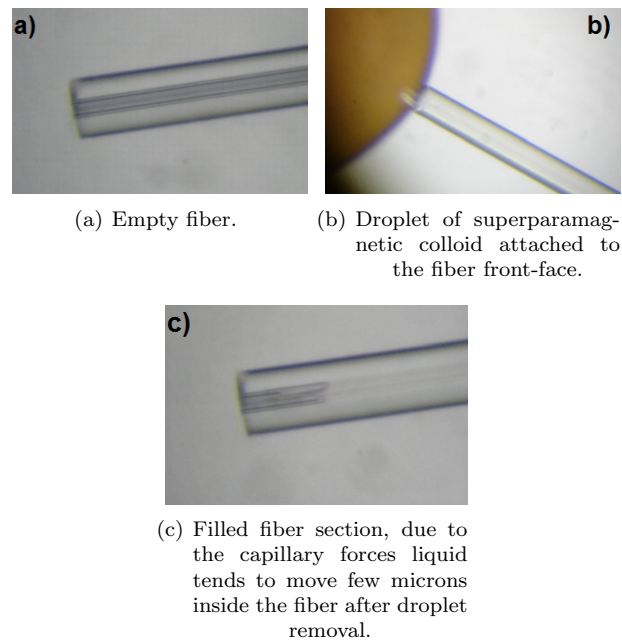 a)
b)
(a) Empty fiber.
(b) Droplet of superparamag-
netic colloid attached to
the fiber front-face.
c)
(c) Filled fiber section, due to
the capillary forces liquid
tends to move few microns
inside the fiber after droplet
removal.